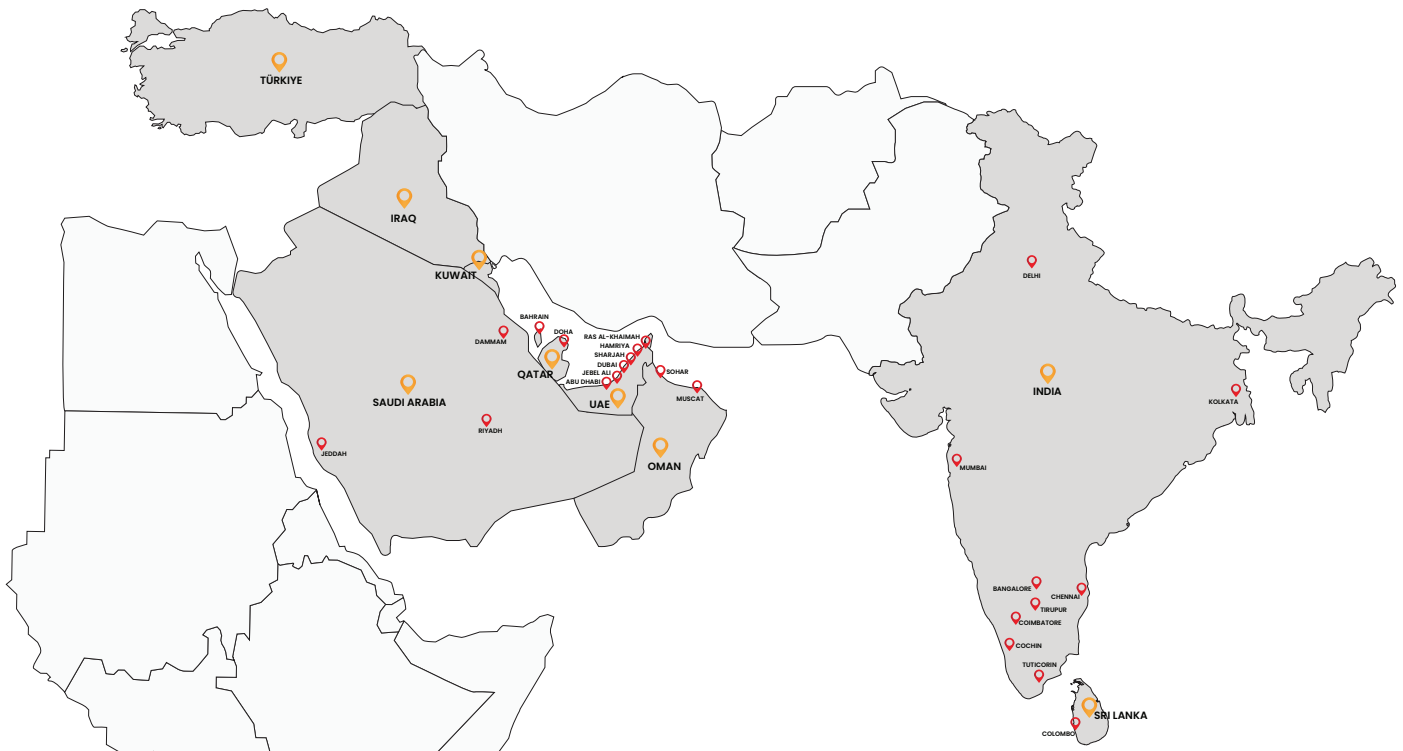 TÜRKIYE
IRAQ
KUWAIT
DELHI
BAHRAIN
DOHA
DAMMAM
RAS AL-KHAIMAH
HAMRIYA
SHARJAH
DUBAI
JEBEL ALI
ABU DHABI
QATAR
SOHAR
MUSCAT
UAE
SAUDI ARABIA
INDIA
KOLKATA
RIYADH
JEDDAH
OMAN
MUMBAI
BANGALORE
CHENNAI
TIRUPUR
COIMBATORE
COCHIN
TUTICORIN
SRI LANKA
COLOMBO